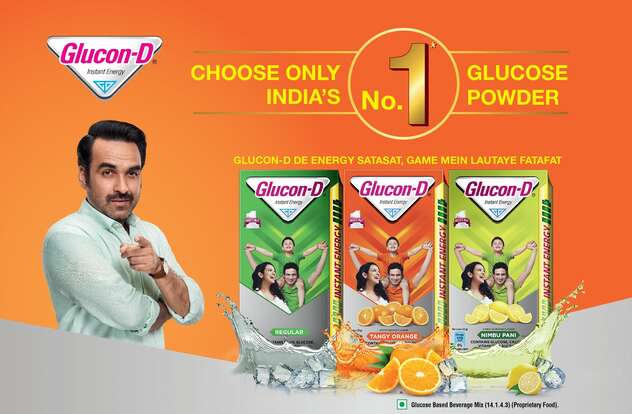 Glucon-D®
Instant Energy
CHOOSE ONLY
INDIA'S
No.1*
GLUCOSE
POWDER
GLUCON-D DE ENERGY SATASAT, GAME MEIN LAUTAYE FATAFAT
Glucon-D
Instant Energy
INSTANT ENERGY
REGULAR
Glucon-D
Instant Energy
INSTANT ENERGY
TANGY ORANGE
Glucon-D
Instant Energy
INSTANT ENERGY
NIMBU PANI
CONTAINS GLUCOSE,
Glucose Based Beverage Mix (14.1.4.3) (Proprietary Food).